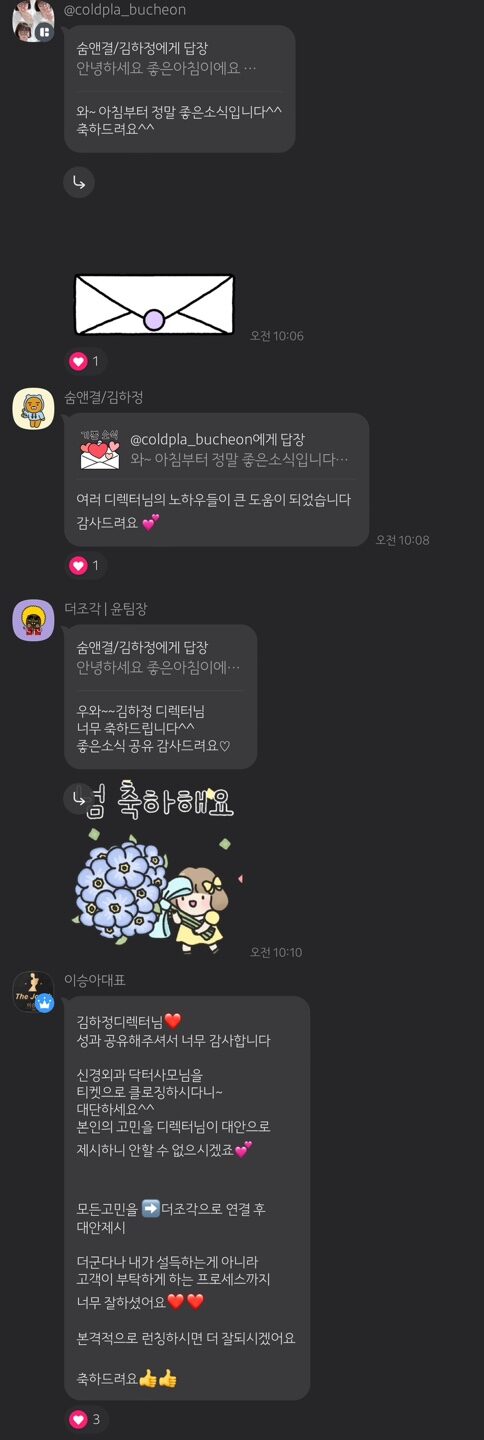 @coldpla_bucheon
숨앤결/김하정에게 답장
안녕하세요 좋은아침이에요 ...
와~ 아침부터 정말 좋은소식입니다^^
축하드려요^^
오전 10:06
1
숨앤결/김하정
기쁜 소식
@coldpla_bucheon에게 답장
와~ 아침부터 정말 좋은소식입니다...
여러 디렉터님의 노하우들이 큰 도움이 되었습니다
감사드려요 💕
오전 10:08
1
더조각 | 윤팀장
숨앤결/김하정에게 답장
안녕하세요 좋은아침이에...
우와~~김하정 디렉터님
너무 축하드립니다^^
좋은소식 공유 감사드려요♡
넘 축하해요
오전 10:10
이승아대표
김하정디렉터님❤️
성과 공유해주셔서 너무 감사합니다
신경외과 닥터사모님을
티켓으로 클로징하시다니~
대단하세요^^
본인의 고민을 디렉터님이 대안으로
제시하니 안할 수 없으시겠죠💕
모든고민을 ➡️더조각으로 연결 후
대안제시
더군다나 내가 설득하는게 아니라
고객이 부탁하게 하는 프로세스까지
너무 잘하셨어요❤️❤️
본격적으로 런칭하시면 더 잘되시겠어요
축하드려요👍👍
3